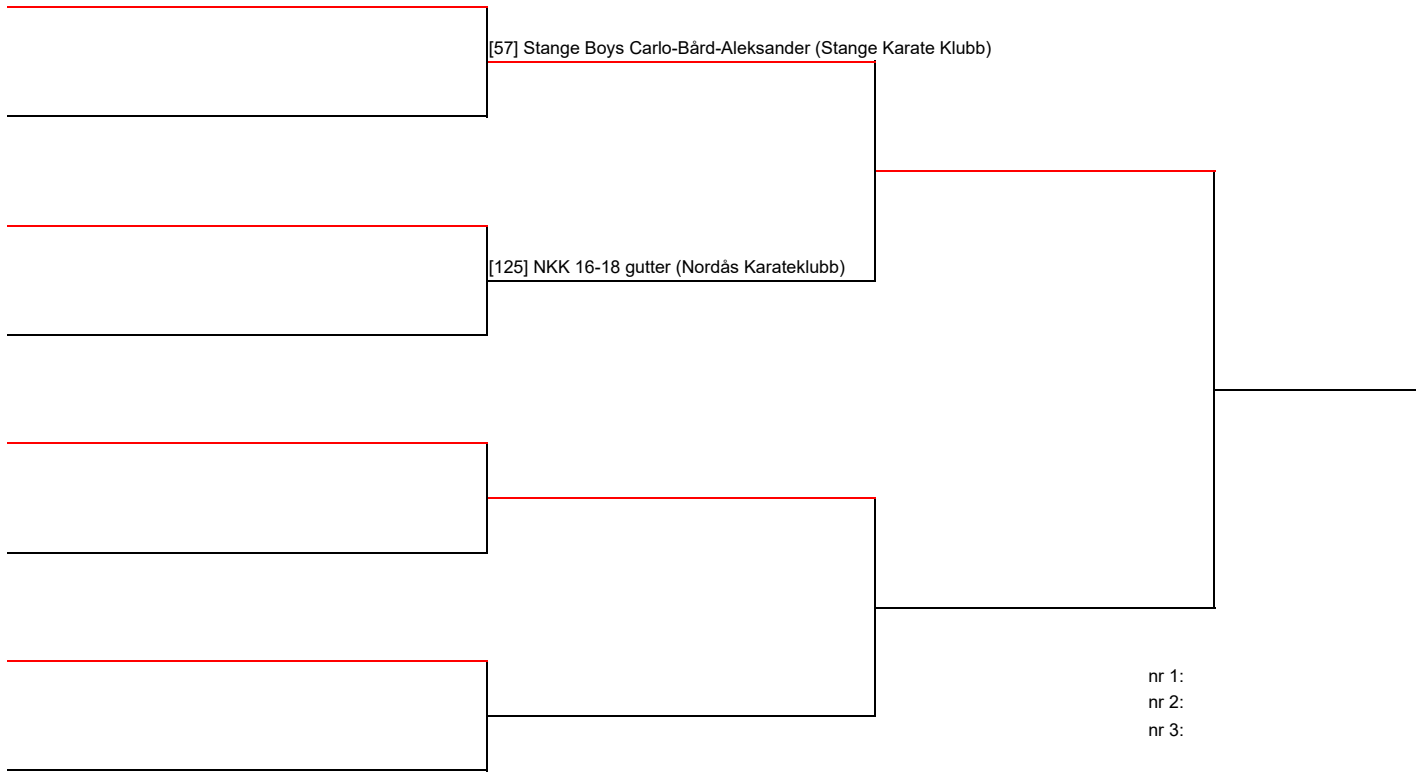 [57] Stange Boys Carlo-Bård-Aleksander (Stange Karate Klubb)
[125] NKK 16-18 gutter (Nordås Karateklubb)
nr 1:
nr 2:
nr 3: